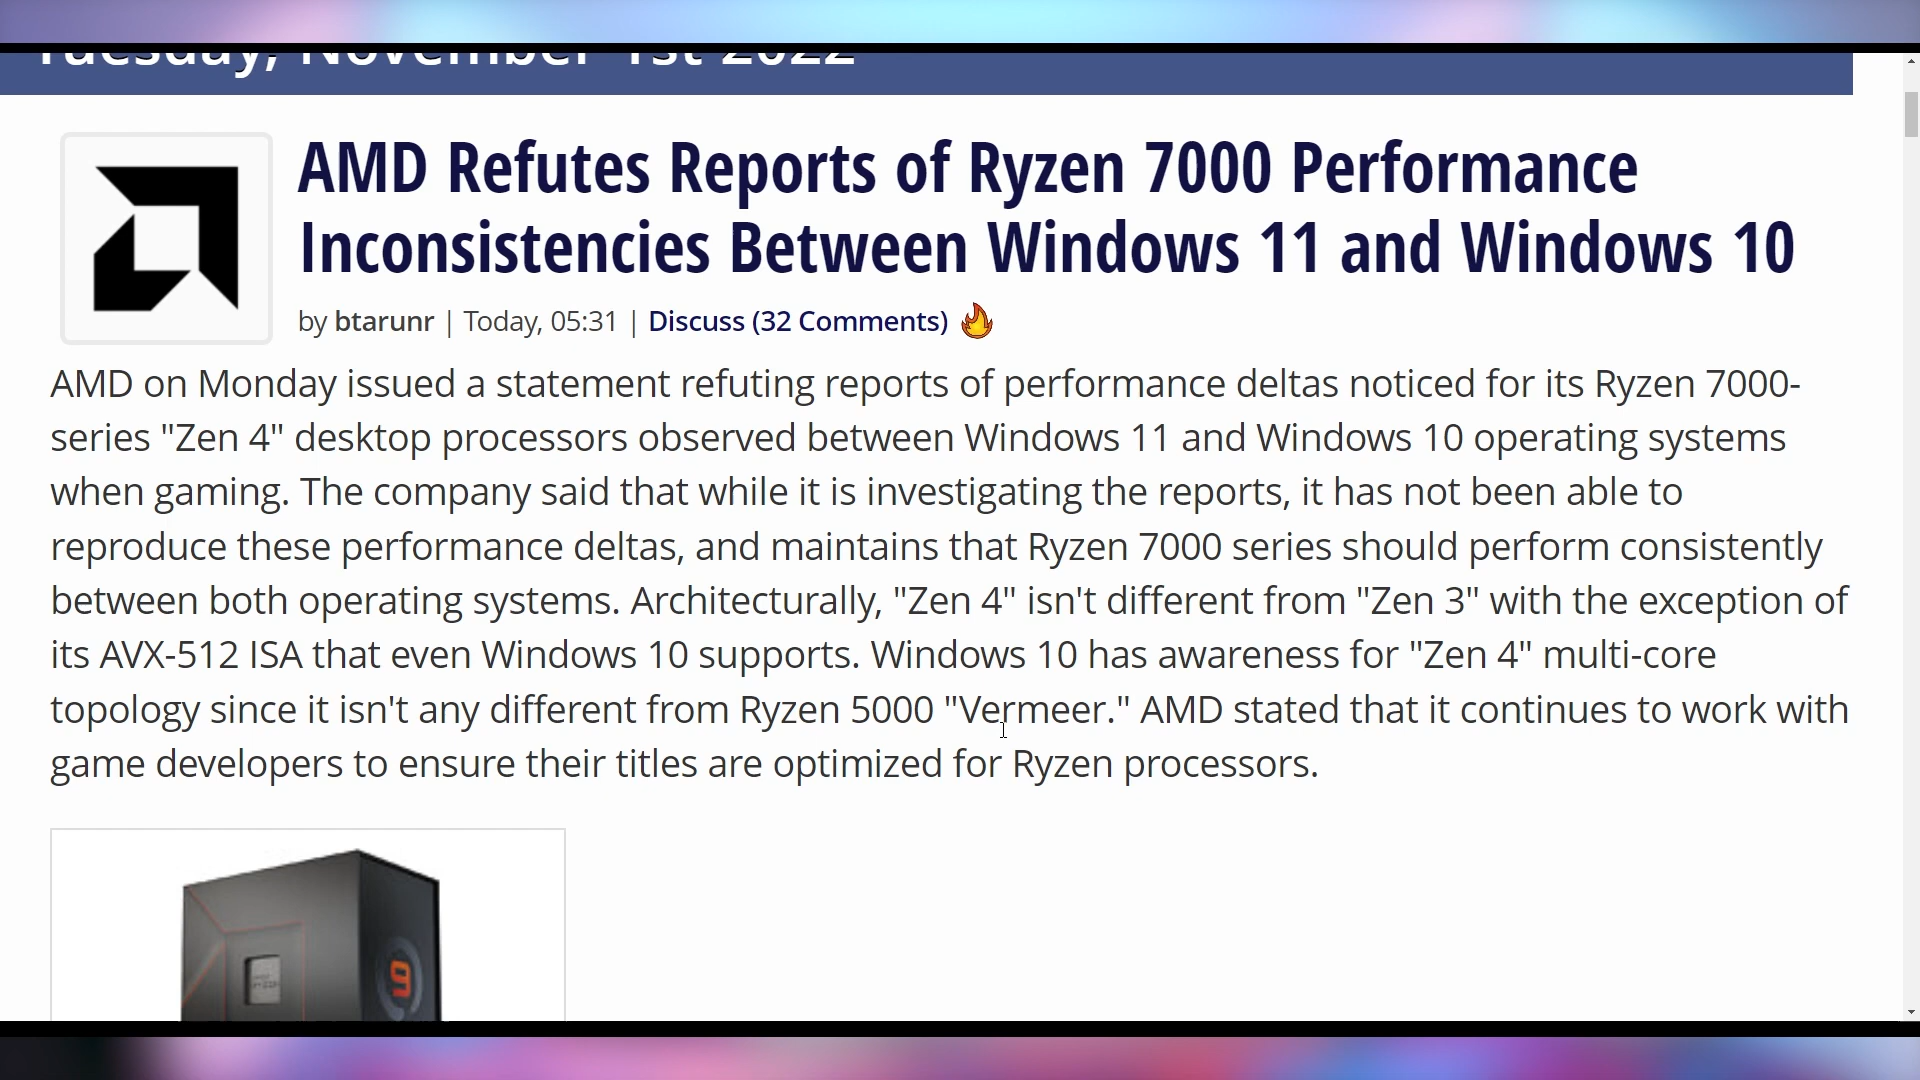 Tuesday, November 1st 2022
AMD Refutes Reports of Ryzen 7000 Performance
Inconsistencies Between Windows 11 and Windows 10
by btarunr | Today, 05:31 | Discuss (32 Comments)
AMD on Monday issued a statement refuting reports of performance deltas noticed for its Ryzen 7000-
series "Zen 4" desktop processors observed between Windows 11 and Windows 10 operating systems
when gaming. The company said that while it is investigating the reports, it has not been able to
reproduce these performance deltas, and maintains that Ryzen 7000 series should perform consistently
between both operating systems. Architecturally, "Zen 4" isn't different from "Zen 3" with the exception of
its AVX-512 ISA that even Windows 10 supports. Windows 10 has awareness for "Zen 4" multi-core
topology since it isn't any different from Ryzen 5000 "Vermeer." AMD stated that it continues to work with
game developers to ensure their titles are optimized for Ryzen processors.
9